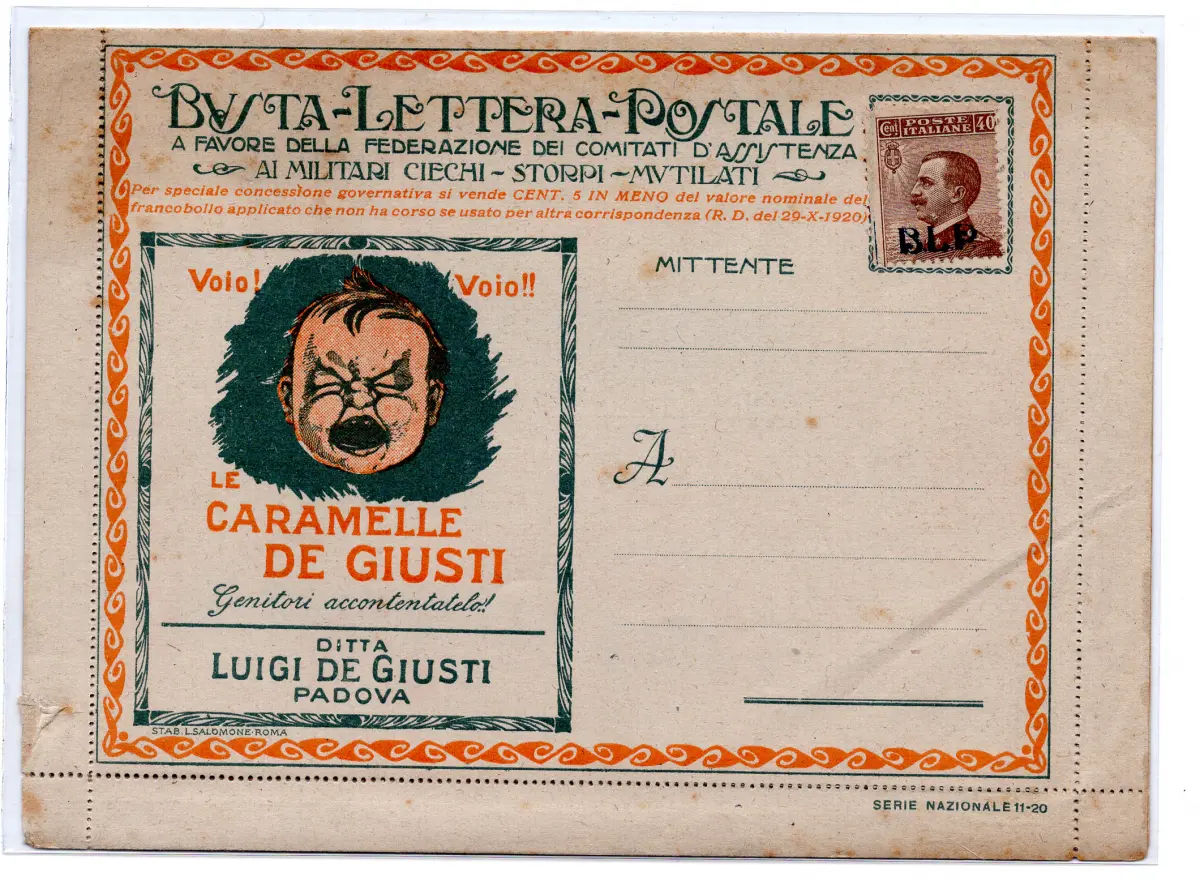 BUSTA-LETTERA-POSTALE
A FAVORE DELLA FEDERAZIONE DEI COMITATI D'ASSISTENZA
AI MILITARI CIECHI - STORPI - MUTILATI
Per speciale concessione governativa si vende CENT. 5 IN MENO del valore nominale del
francobollo applicato che non ha corso se usato per altra corrispondenza (R. D. del 29-X-1920)
Cent POSTE ITALIANE 40
B.L.P.
Voio! Voio!!
LE
CARAMELLE
DE GIUSTI
Genitori accontentatelo!!
DITTA
LUIGI DE GIUSTI
PADOVA
STAB. L. SALOMONE-ROMA
MITTENTE
A
SERIE NAZIONALE 11-20